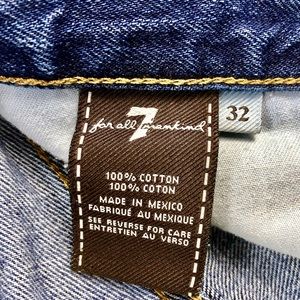 7
for all mankind
32
100% COTTON
100% COTON
MADE IN MEXICO
FABRIQUÉ AU MEXIQUE
SEE REVERSE FOR CARE
ENTRETIEN AU VERSO